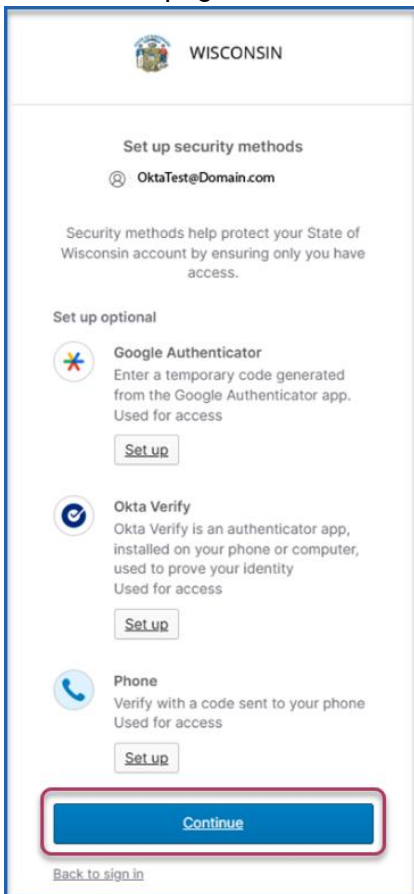 WISCONSIN
Set up security methods
OktaTest@Domain.com
Security methods help protect your State of
Wisconsin account by ensuring only you have
access.
Set up optional
Google Authenticator
Enter a temporary code generated
from the Google Authenticator app.
Used for access
Set up
Okta Verify
Okta Verify is an authenticator app,
installed on your phone or computer,
used to prove your identity
Used for access
Set up
Phone
Verify with a code sent to your phone
Used for access
Set up
Continue
Back to sign in